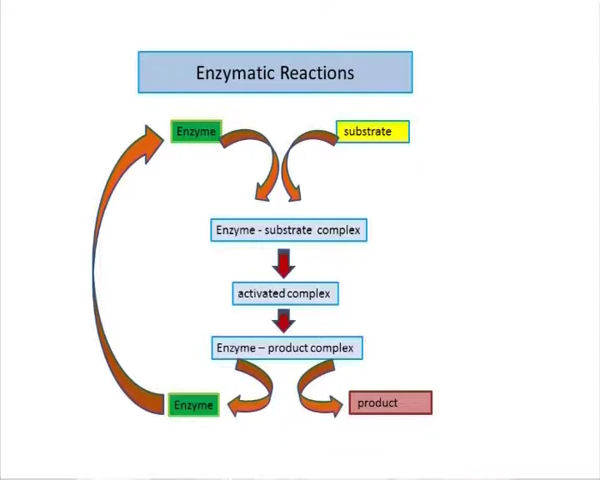 Enzymatic Reactions
Enzyme
substrate
Enzyme - substrate complex
activated complex
Enzyme – product complex
Enzyme
product